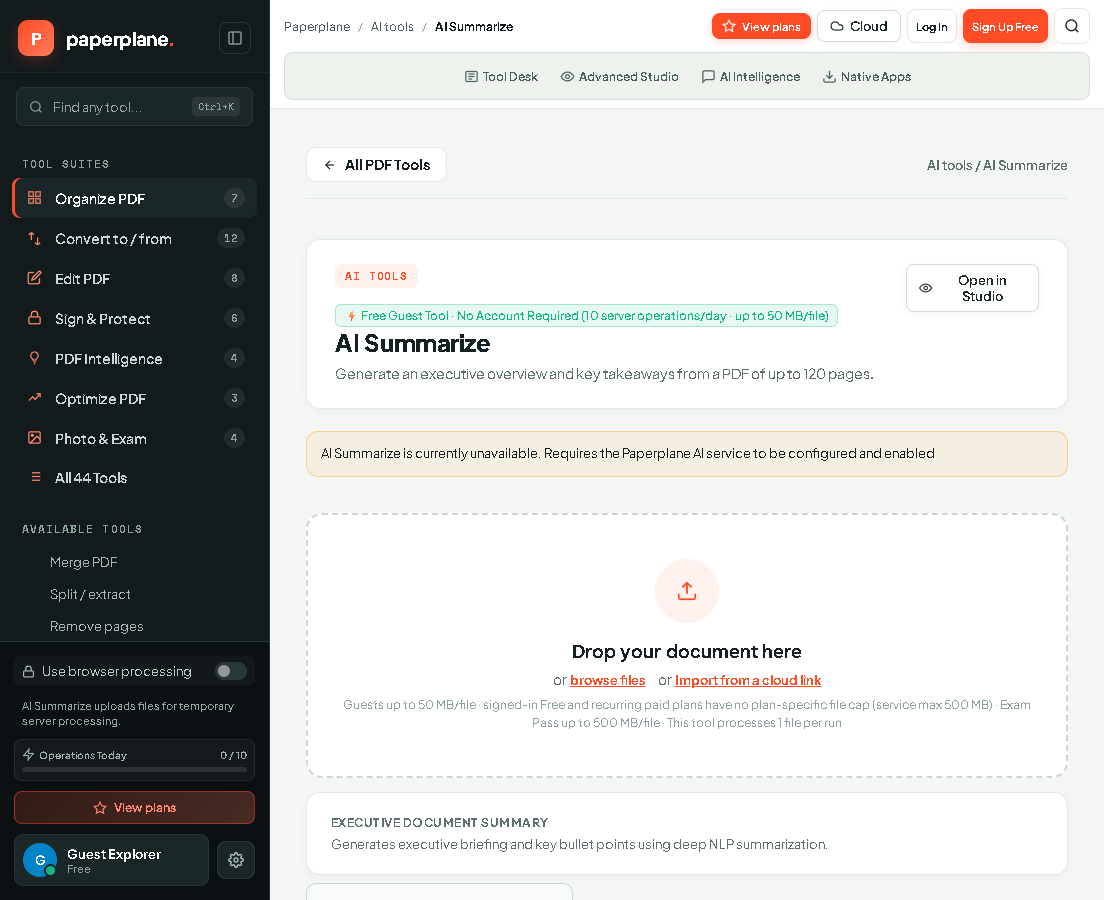 P paperplane.
Find any tool... Ctrl+K
TOOL SUITES
Organize PDF 7
Convert to / from 12
Edit PDF 8
Sign & Protect 6
PDF Intelligence 4
Optimize PDF 3
Photo & Exam 4
All 44 Tools
AVAILABLE TOOLS
Merge PDF
Split / extract
Remove pages
Use browser processing
AI Summarize uploads files for temporary
server processing.
Operations Today 0 / 10
View plans
G Guest Explorer
Free
Paperplane / AI tools / AI Summarize
View plans
Cloud
Log In
Sign Up Free
Tool Desk
Advanced Studio
AI Intelligence
Native Apps
All PDF Tools
AI tools / AI Summarize
AI TOOLS
Free Guest Tool · No Account Required (10 server operations/day · up to 50 MB/file)
AI Summarize
Generate an executive overview and key takeaways from a PDF of up to 120 pages.
Open in
Studio
AI Summarize is currently unavailable. Requires the Paperplane AI service to be configured and enabled
Drop your document here
or browse files or Import from a cloud link
Guests up to 50 MB/file · signed-in Free and recurring paid plans have no plan-specific file cap (service max 500 MB) · Exam
Pass up to 500 MB/file · This tool processes 1 file per run
EXECUTIVE DOCUMENT SUMMARY
Generates executive briefing and key bullet points using deep NLP summarization.